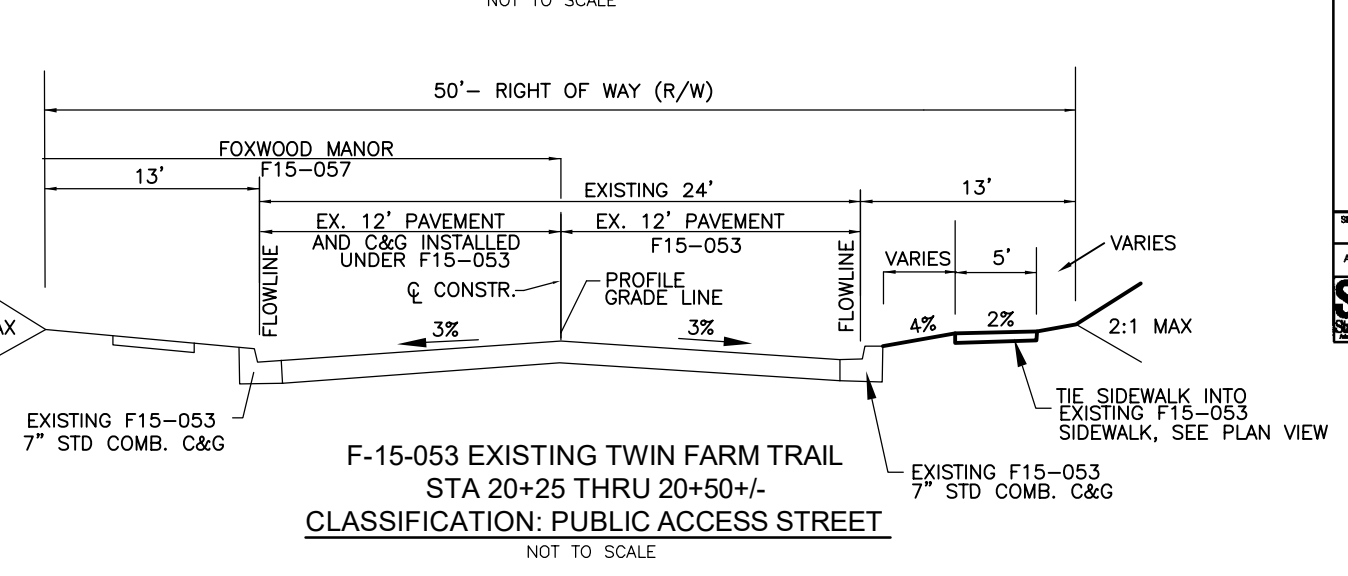 NOT TO SCALE
50'- RIGHT OF WAY (R/W)
FOXWOOD MANOR
F15-057
13'
EXISTING 24'
13'
EX. 12' PAVEMENT
AND C&G INSTALLED
UNDER F15-053
EX. 12' PAVEMENT
F15-053
FLOWLINE
FLOWLINE
VARIES
5'
VARIES
℄ CONSTR.
PROFILE
GRADE LINE
3%
3%
4%
2%
2:1 MAX
EXISTING F15-053
7" STD COMB. C&G
TIE SIDEWALK INTO
EXISTING F15-053
SIDEWALK, SEE PLAN VIEW
EXISTING F15-053
7" STD COMB. C&G
F-15-053 EXISTING TWIN FARM TRAIL
STA 20+25 THRU 20+50+/-
CLASSIFICATION: PUBLIC ACCESS STREET
NOT TO SCALE